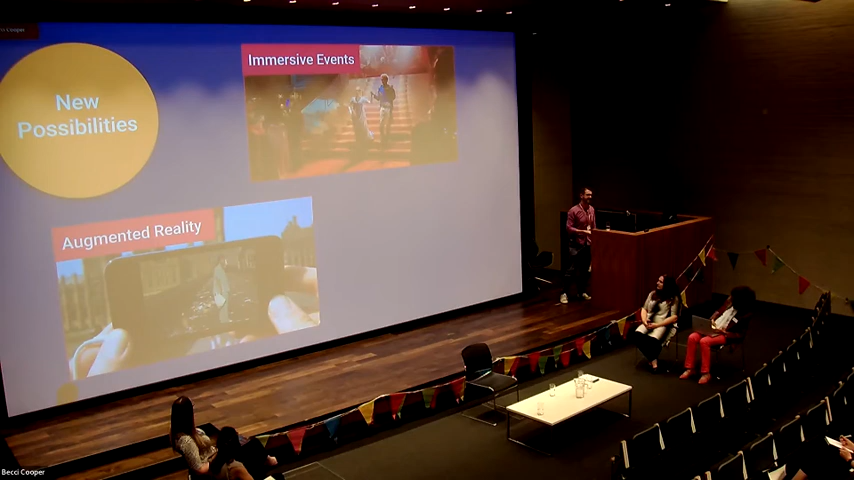 Immersive Events
New
Possibilities
Augmented Reality
Becci Cooper